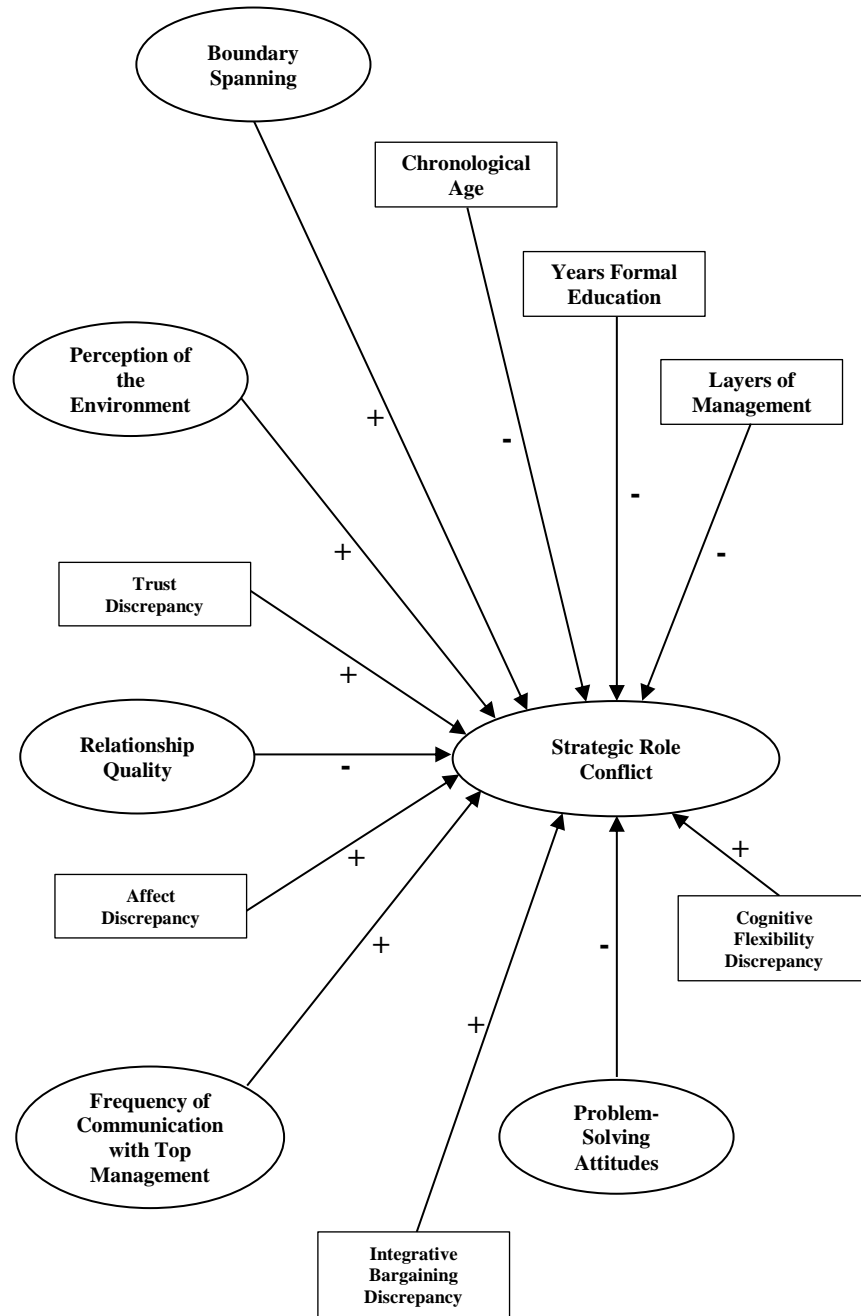 Boundary
Spanning
Chronological
Age
Years Formal
Education
Perception of
the
Environment
Layers of
Management
+
-
-
+
-
Trust
Discrepancy
+
Relationship
Quality
-
Strategic Role
Conflict
+
+
Affect
Discrepancy
+
-
Cognitive
Flexibility
Discrepancy
+
Frequency of
Communication
with Top
Management
Problem-
Solving
Attitudes
Integrative
Bargaining
Discrepancy